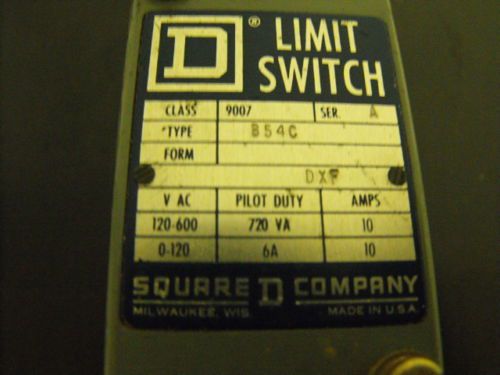 D ® LIMIT
SWITCH
CLASS 9007 SER. A
TYPE B54C
FORM
DXF
V AC PILOT DUTY AMPS
120-600 720 VA 10
0-120 6A 10
SQUARE D COMPANY
MILWAUKEE, WIS. MADE IN U.S.A.